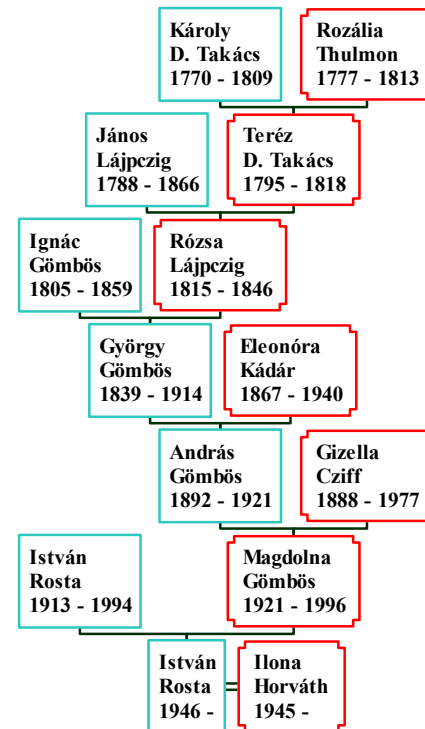 Károly
D. Takács
1770 - 1809
Rozália
Thulmon
1777 - 1813
János
Lájpczig
1788 - 1866
Teréz
D. Takács
1795 - 1818
Ignác
Gömbös
1805 - 1859
Rózsa
Lájpczig
1815 - 1846
György
Gömbös
1839 - 1914
Eleonóra
Kádár
1867 - 1940
András
Gömbös
1892 - 1921
Gizella
Cziff
1888 - 1977
István
Rosta
1913 - 1994
Magdolna
Gömbös
1921 - 1996
István
Rosta
1946 -
Ilona
Horváth
1945 -